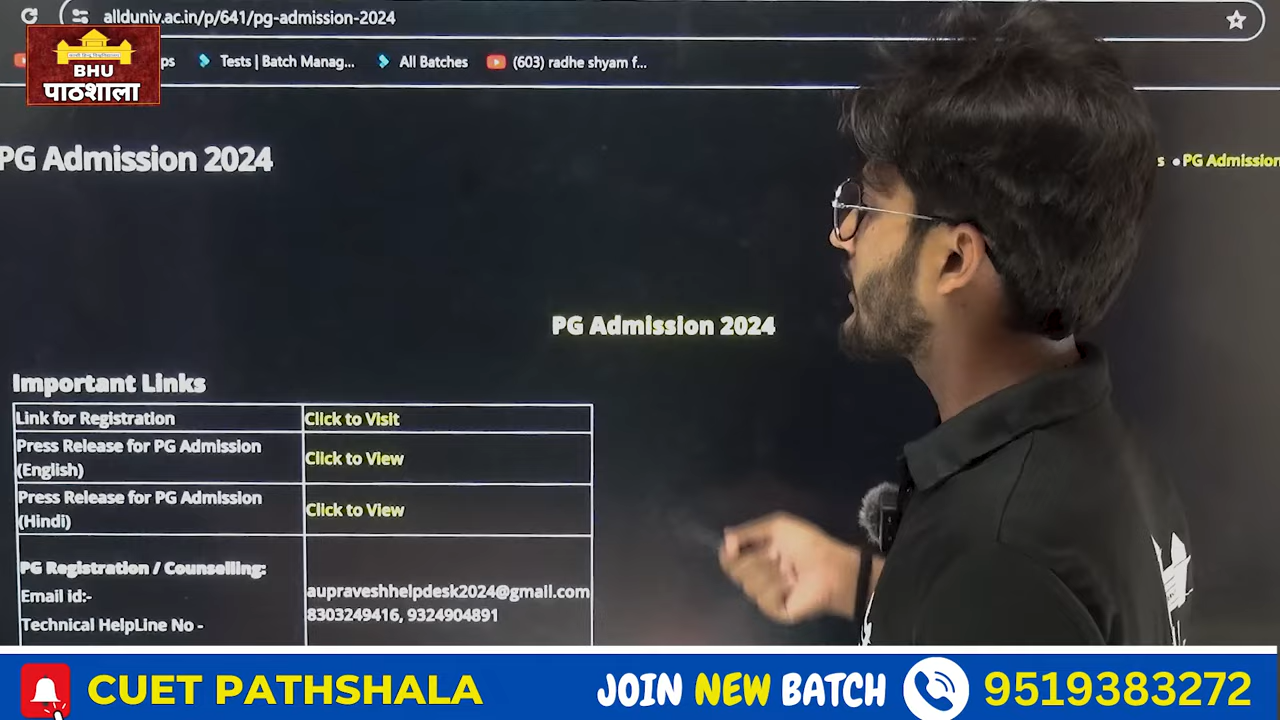 allduniv.ac.in/p/641/pg-admission-2024
ps
Tests | Batch Manag...
All Batches
(603) radhe shyam f...
BHU
पाठशाला
PG Admission 2024
s
PG Admission
PG Admission 2024
Important Links
Link for Registration
Click to Visit
Press Release for PG Admission
(English)
Click to View
Press Release for PG Admission
(Hindi)
Click to View
PG Registration / Counselling:
Email id:-
aupraveshhelpdesk2024@gmail.com
Technical HelpLine No -
8303249416, 9324904891
CUET PATHSHALA
JOIN NEW BATCH
9519383272